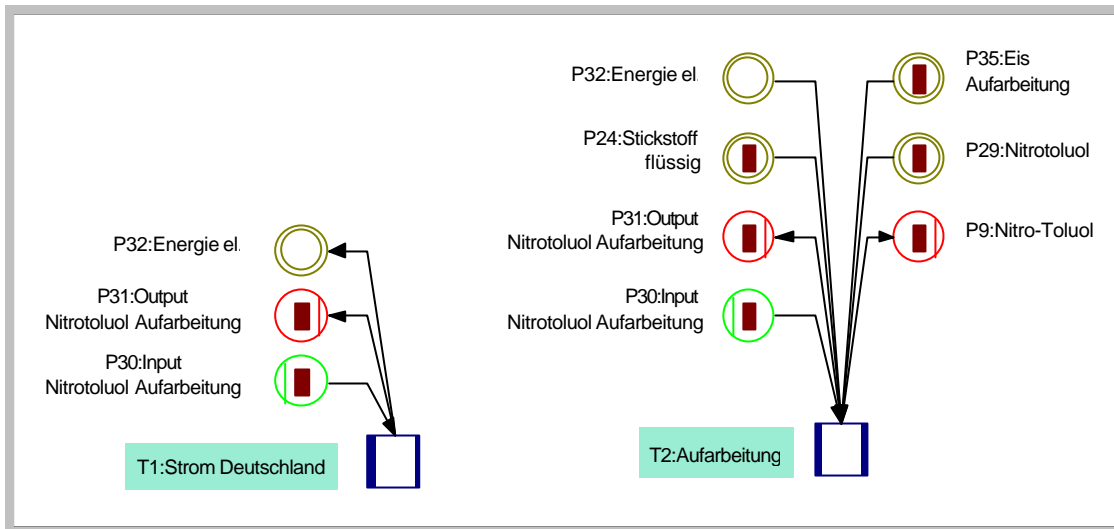 P32:Energie el.
P31:Output
Nitrotoluol Aufarbeitung
P30:Input
Nitrotoluol Aufarbeitung
T1:Strom Deutschland
P32:Energie el.
P24:Stickstoff
flüssig
P31:Output
Nitrotoluol Aufarbeitung
P30:Input
Nitrotoluol Aufarbeitung
P35:Eis
Aufarbeitung
P29:Nitrotoluol
P9:Nitro-Toluol
T2:Aufarbeitung